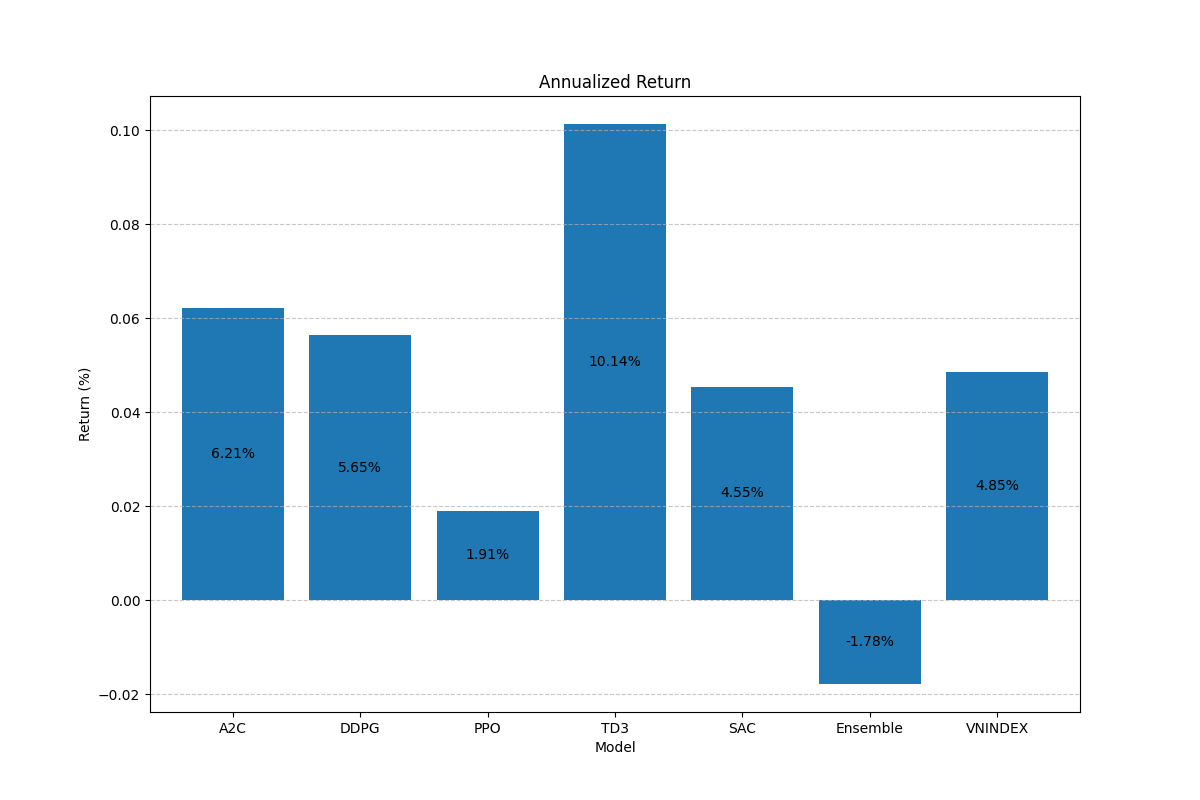 Annualized Return
Return (%)
0.10
0.08
0.06
0.04
0.02
0.00
−0.02
6.21%
5.65%
1.91%
10.14%
4.55%
-1.78%
4.85%
A2C
DDPG
PPO
TD3
SAC
Ensemble
VNINDEX
Model